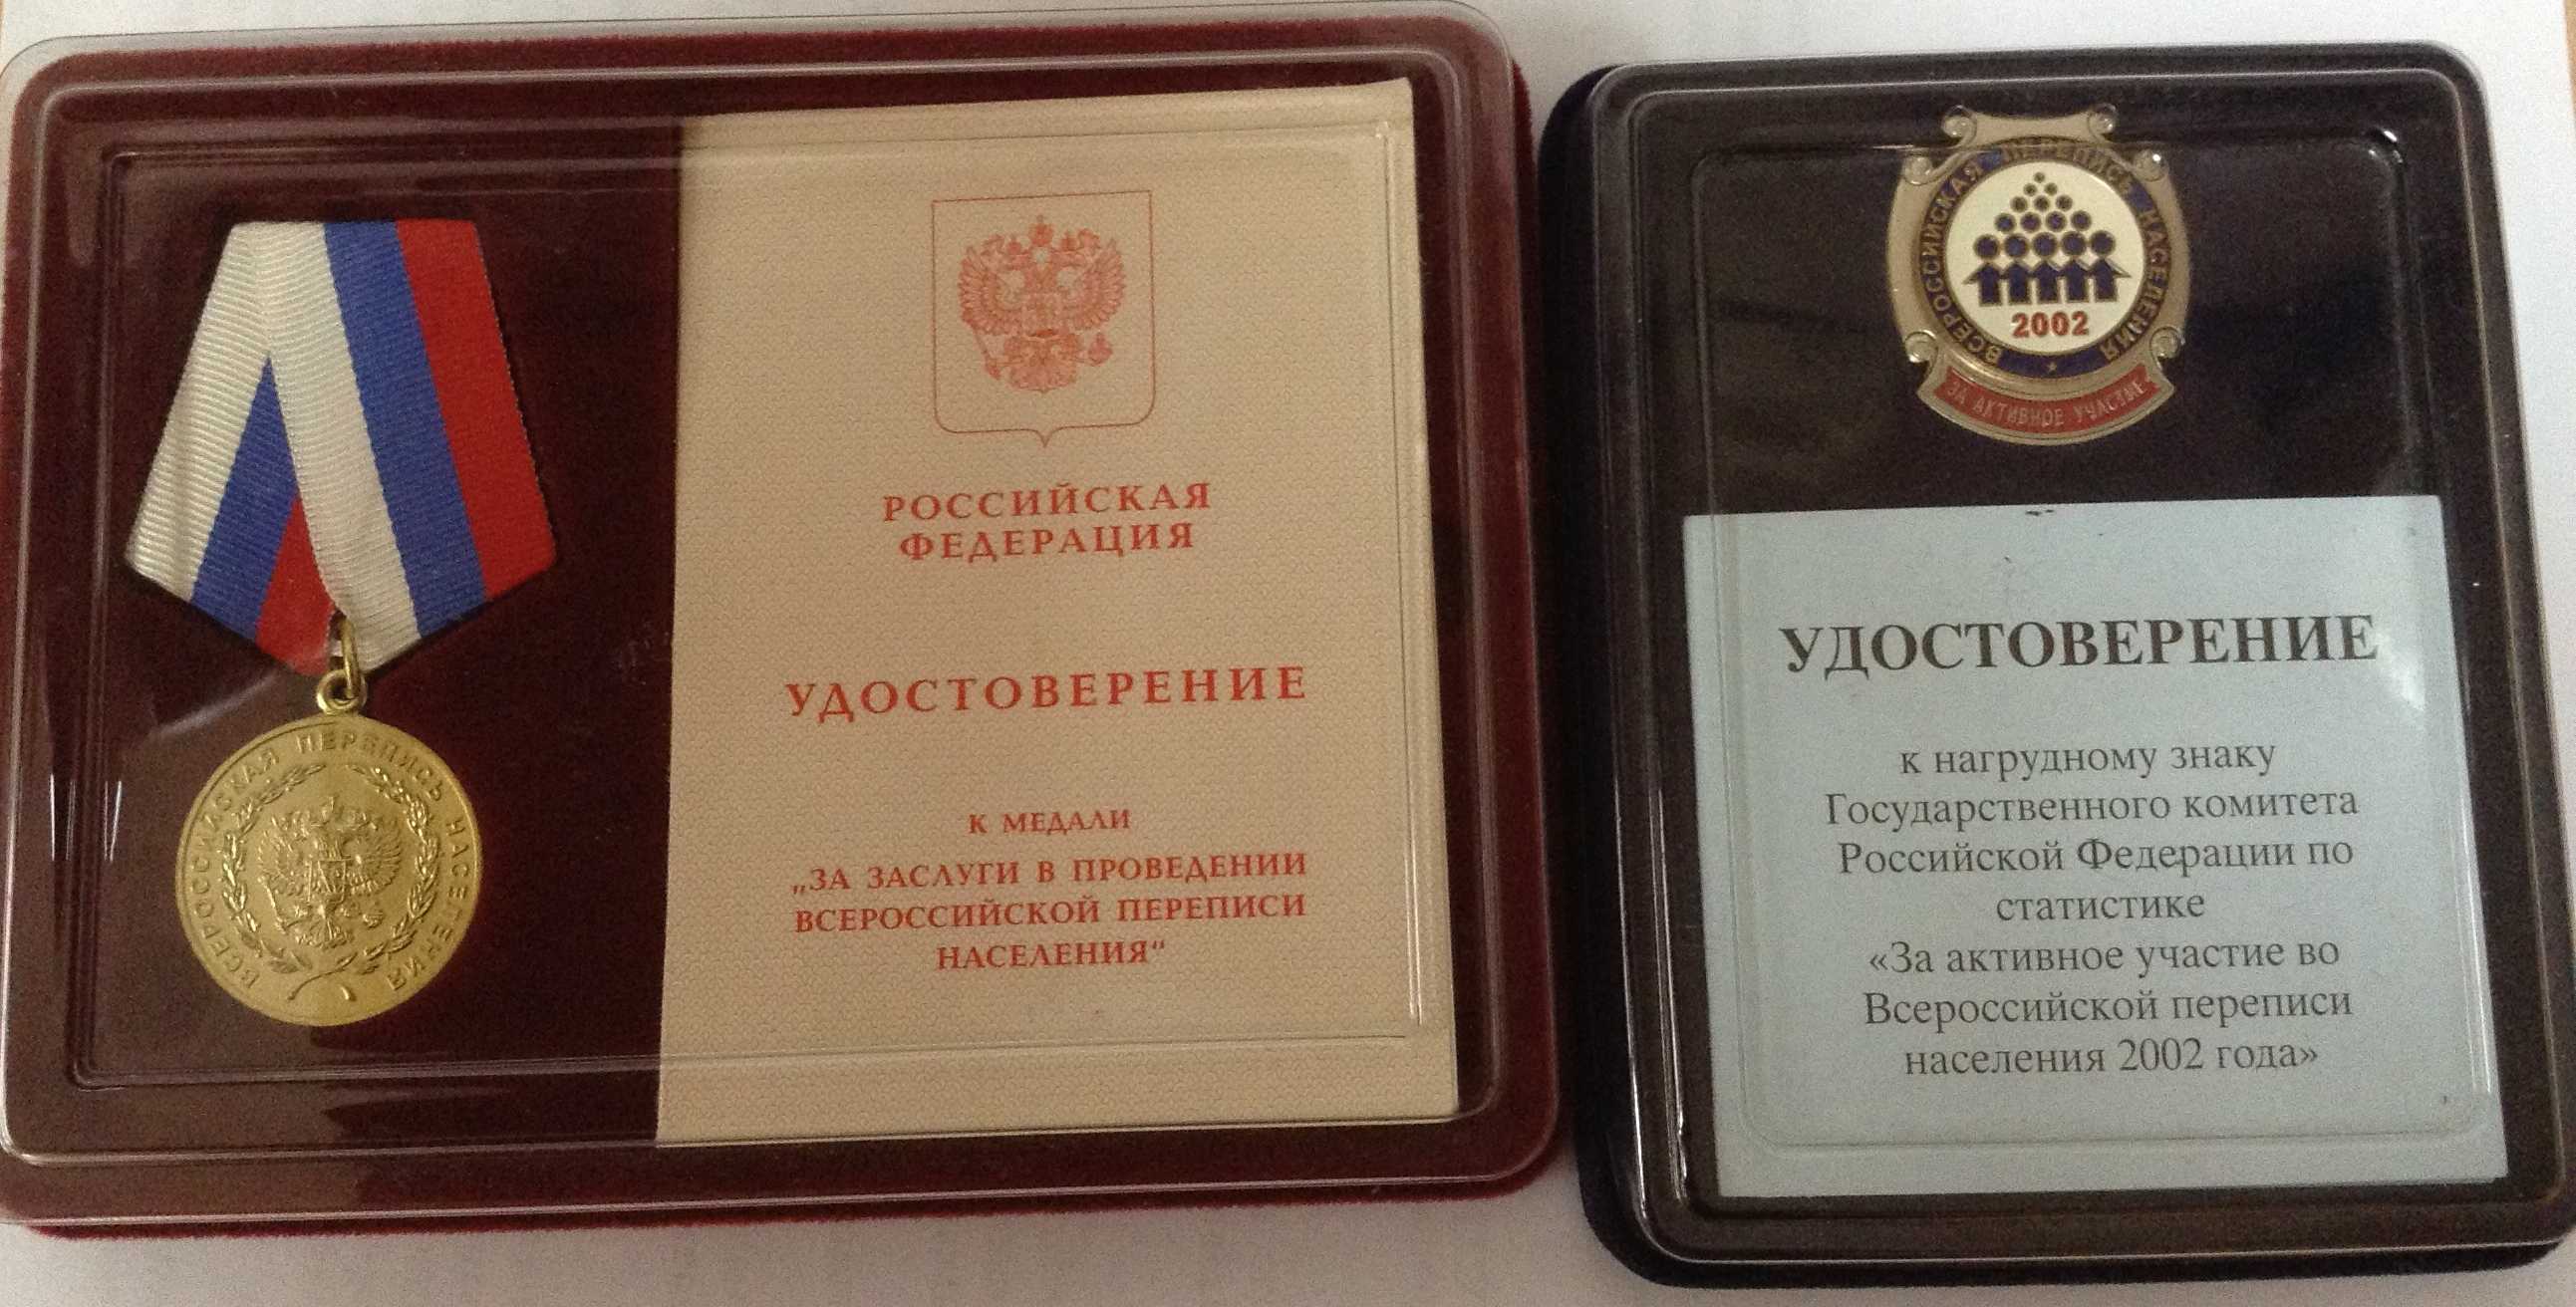 ВСЕРОССИЙСКАЯ ПЕРЕПИСЬ НАСЕЛЕНИЯ
РОССИЙСКАЯ
ФЕДЕРАЦИЯ
УДОСТОВЕРЕНИЕ
К МЕДАЛИ
„ЗА ЗАСЛУГИ В ПРОВЕДЕНИИ
ВСЕРОССИЙСКОЙ ПЕРЕПИСИ
НАСЕЛЕНИЯ“
ВСЕРОССИЙСКАЯ ПЕРЕПИСЬ НАСЕЛЕНИЯ
2002
ЗА АКТИВНОЕ УЧАСТИЕ
УДОСТОВЕРЕНИЕ
к нагрудному знаку
Государственного комитета
Российской Федерации по
статистике
«За активное участие во
Всероссийской переписи
населения 2002 года»